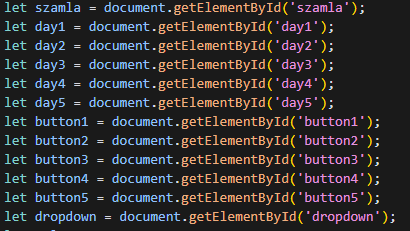 let szamla = document.getElementById('szamla');
let day1 = document.getElementById('day1');
let day2 = document.getElementById('day2');
let day3 = document.getElementById('day3');
let day4 = document.getElementById('day4');
let day5 = document.getElementById('day5');
let button1 = document.getElementById('button1');
let button2 = document.getElementById('button2');
let button3 = document.getElementById('button3');
let button4 = document.getElementById('button4');
let button5 = document.getElementById('button5');
let dropdown = document.getElementById('dropdown');